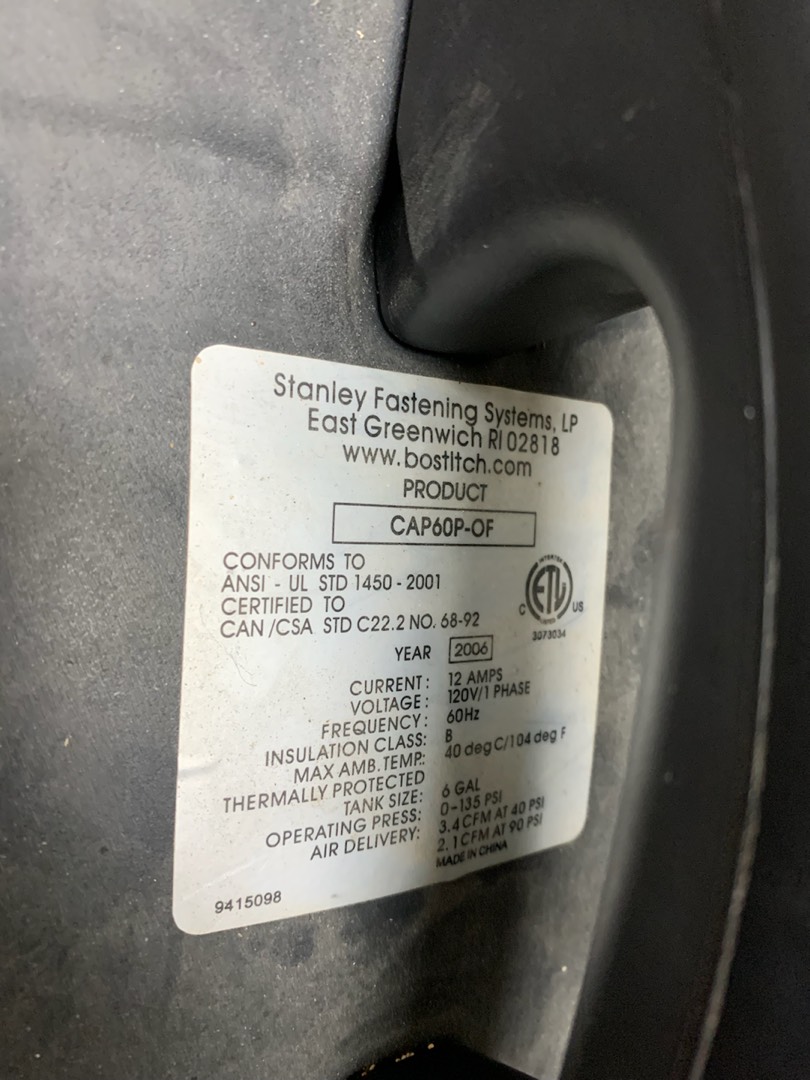 Stanley Fastening Systems, LP
East Greenwich RI 02818
www.bostitch.com
PRODUCT
CAP60P-OF
CONFORMS TO
ANSI - UL STD 1450 - 2001
CERTIFIED TO
CAN /CSA STD C22.2 NO. 68-92
INTERTEK
ETL
LISTED
C US
3073034
YEAR 2006
CURRENT: 12 AMPS
VOLTAGE: 120V/1 PHASE
FREQUENCY: 60Hz
INSULATION CLASS: B
MAX AMB. TEMP.: 40 deg C/104 deg F
THERMALLY PROTECTED
TANK SIZE: 6 GAL
OPERATING PRESS: 0-135 PSI
AIR DELIVERY: 3.4 CFM AT 40 PSI
2.1 CFM AT 90 PSI
MADE IN CHINA
9415098